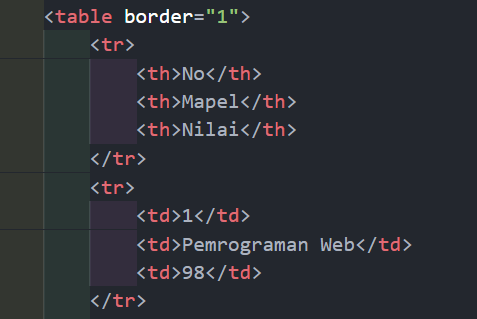 <table border="1">
<tr>
<th>No</th>
<th>Mapel</th>
<th>Nilai</th>
</tr>
<tr>
<td>1</td>
<td>Pemrograman Web</td>
<td>98</td>
</tr>